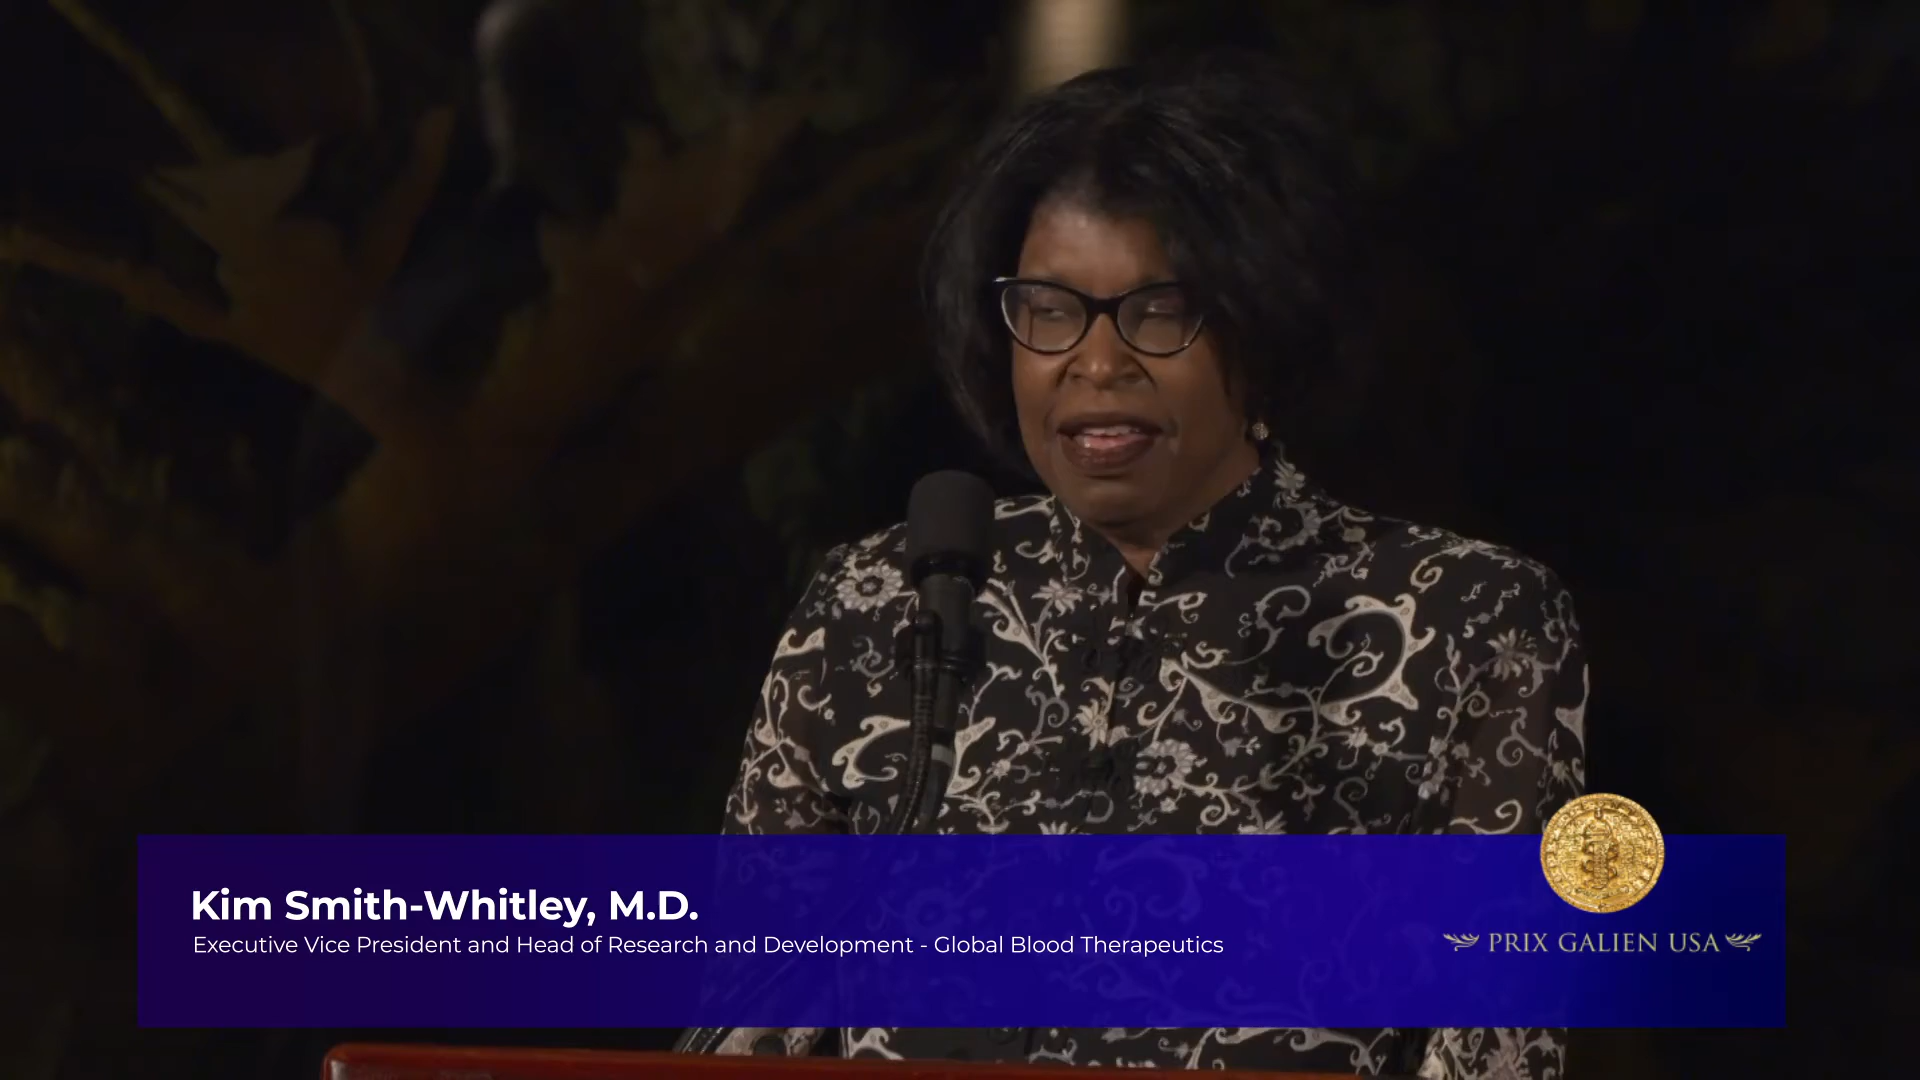 Kim Smith-Whitley, M.D.
Executive Vice President and Head of Research and Development - Global Blood Therapeutics
PRIX GALIEN USA